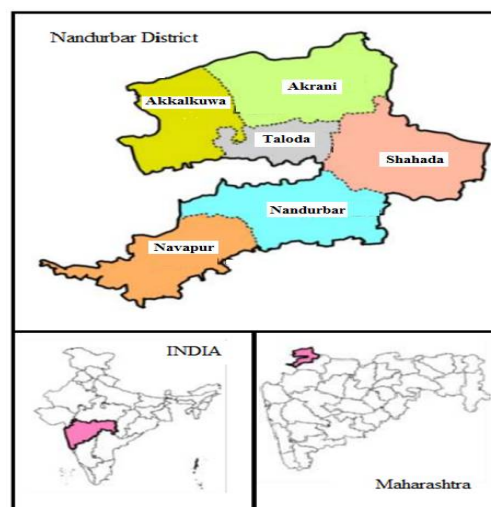 Nandurbar District
Akrani
Akkalkuwa
Taloda
Shahada
Nandurbar
Navapur
INDIA
Maharashtra